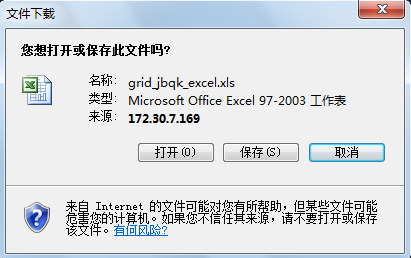 文件下载
您想打开或保存此文件吗?
名称: grid_jbqk_excel.xls
类型: Microsoft Office Excel 97-2003 工作表
来源: 172.30.7.169
打开(O) 保存(S) 取消
来自 Internet 的文件可能对您有所帮助，但某些文件可能
危害您的计算机。如果您不信任其来源，请不要打开或保存
该文件。有何风险?